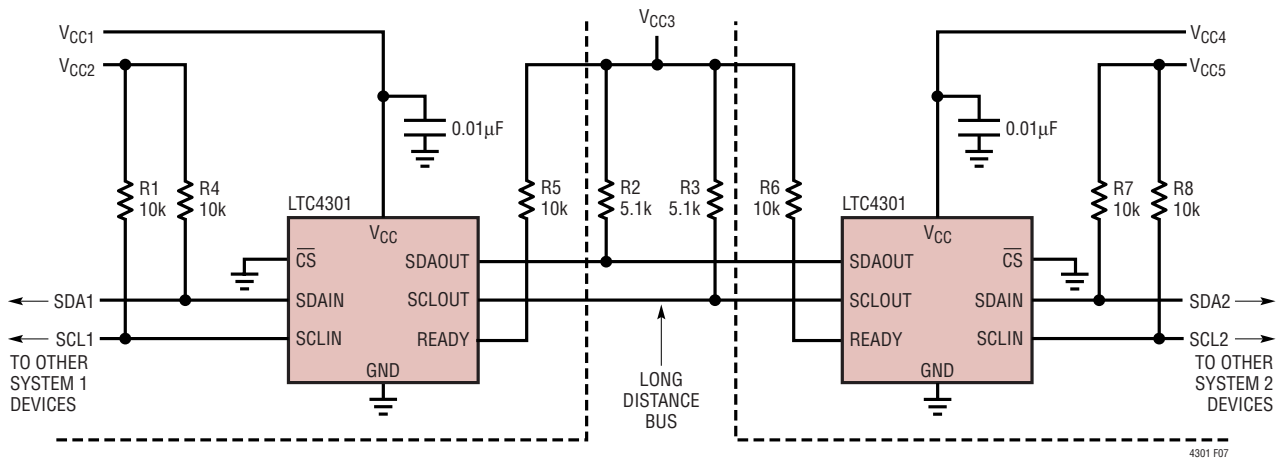 VCC1
VCC2
VCC3
VCC4
VCC5
0.01μF
0.01μF
R1
10k
R4
10k
R5
10k
R2
5.1k
R3
5.1k
R6
10k
R7
10k
R8
10k
LTC4301
VCC
CS
SDAOUT
SDAIN
SCLOUT
SCLIN
READY
GND
LTC4301
VCC
CS
SDAOUT
SDAIN
SCLOUT
SCLIN
READY
GND
SDA1
SCL1
TO OTHER
SYSTEM 1
DEVICES
LONG
DISTANCE
BUS
SDA2
SCL2
TO OTHER
SYSTEM 2
DEVICES
4301 F07